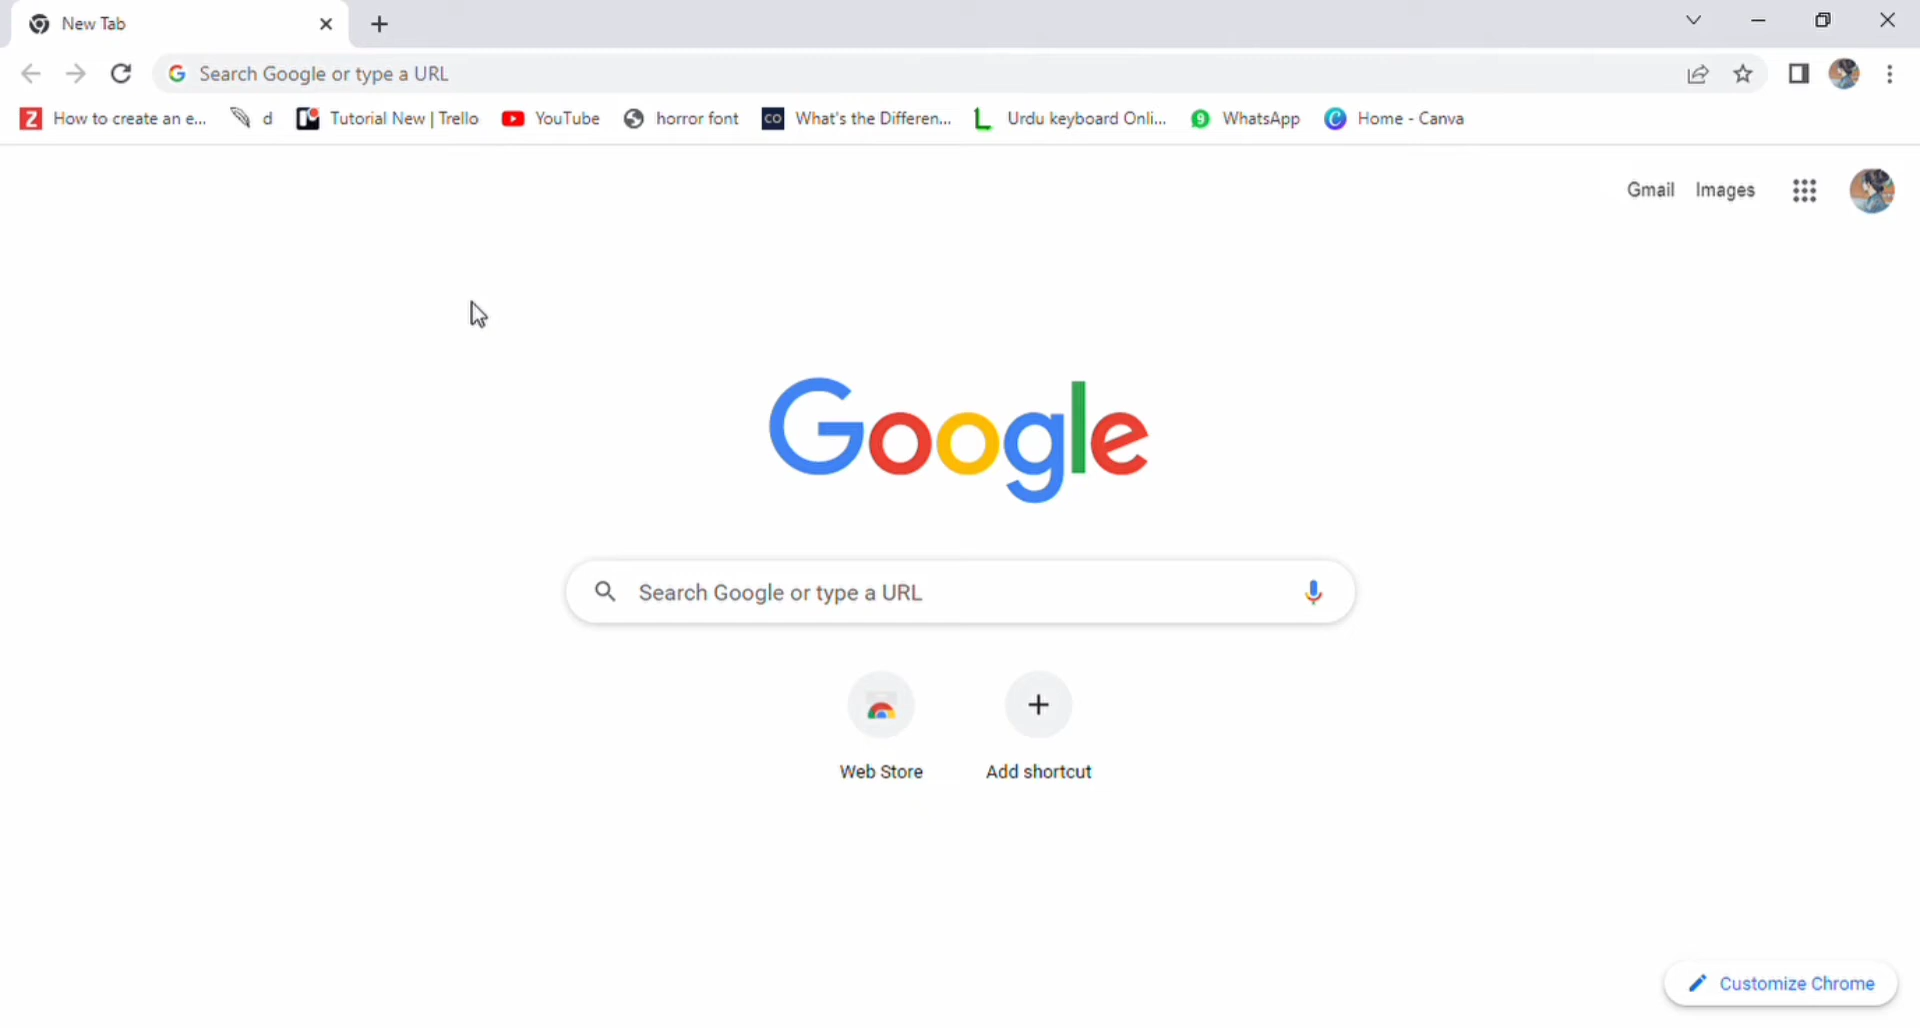 New Tab
Search Google or type a URL
How to create an e... d Tutorial New | Trello YouTube horror font What's the Differen... Urdu keyboard Onli... WhatsApp Home - Canva
Gmail Images
Google
Search Google or type a URL
Web Store Add shortcut
Customize Chrome